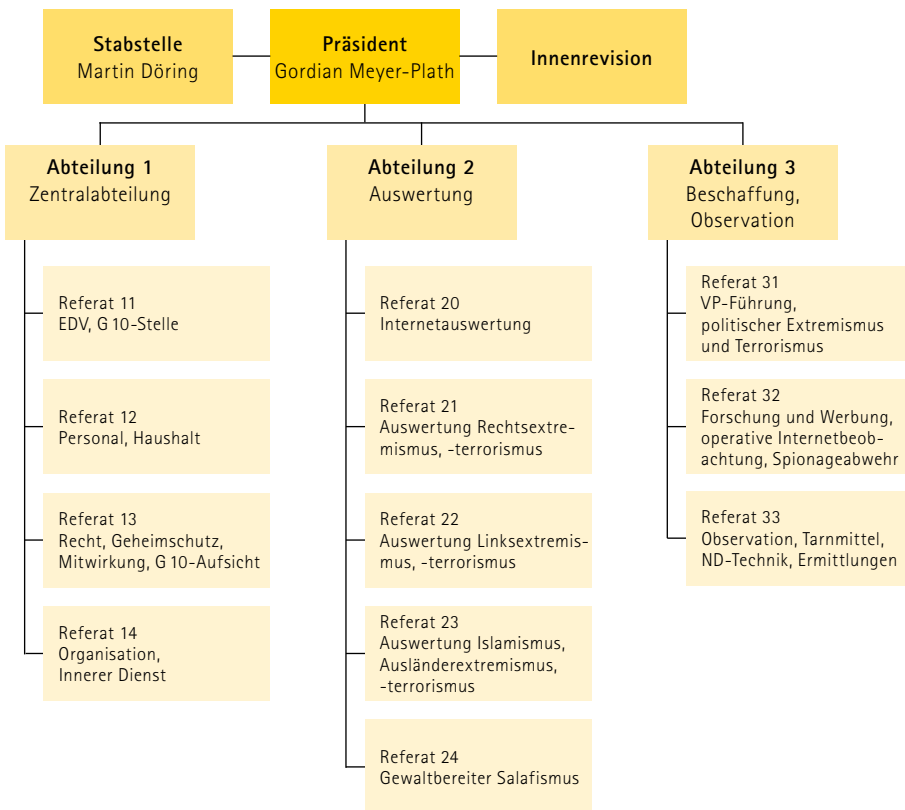 Stabstelle
Martin Döring
Präsident
Gordian Meyer-Plath
Innenrevision
Abteilung 1
Zentralabteilung
Abteilung 2
Auswertung
Abteilung 3
Beschaffung,
Observation
Referat 11
EDV, G 10-Stelle
Referat 12
Personal, Haushalt
Referat 13
Recht, Geheimschutz,
Mitwirkung, G 10-Aufsicht
Referat 14
Organisation,
Innerer Dienst
Referat 20
Internetauswertung
Referat 21
Auswertung Rechtsextre-
mismus, -terrorismus
Referat 22
Auswertung Linksextremis-
mus, -terrorismus
Referat 23
Auswertung Islamismus,
Ausländerextremismus,
-terrorismus
Referat 24
Gewaltbereiter Salafismus
Referat 31
VP-Führung,
politischer Extremismus
und Terrorismus
Referat 32
Forschung und Werbung,
operative Internetbeob-
achtung, Spionageabwehr
Referat 33
Observation, Tarnmittel,
ND-Technik, Ermittlungen